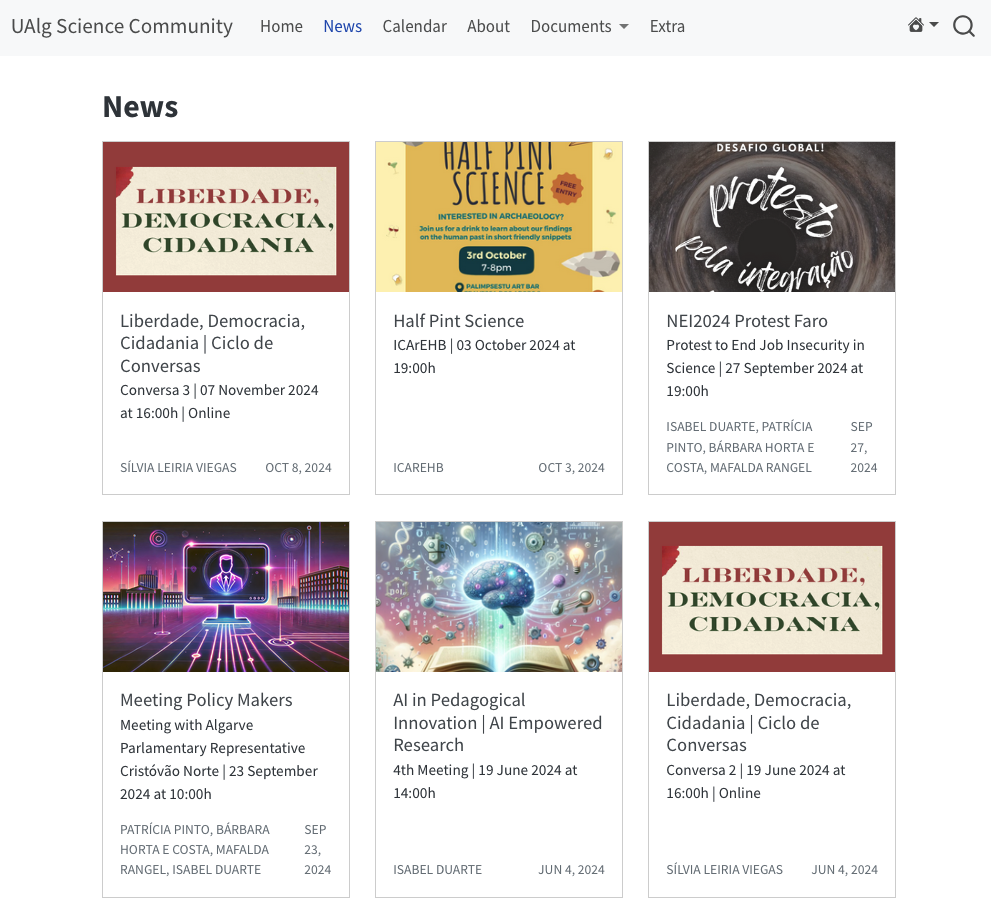 UAlg Science Community Home News Calendar About Documents Extra
News
LIBERDADE,
DEMOCRACIA,
CIDADANIA
Liberdade, Democracia,
Cidadania | Ciclo de
Conversas
Conversa 3 | 07 November 2024
at 16:00h | Online
SÍLVIA LEIRIA VIEGAS OCT 8, 2024
HALF PINT
SCIENCE
FREE
ENTRY
INTERESTED IN ARCHAEOLOGY?
Join us for a drink to learn about our findings
on the human past in short friendly snippets
3rd October
7-8pm
PALIMPSESTU ART BAR
Half Pint Science
ICArEHB | 03 October 2024 at
19:00h
ICAREHB OCT 3, 2024
DESAFIO GLOBAL!
protesto
pela integração
NEI2024 Protest Faro
Protest to End Job Insecurity in
Science | 27 September 2024 at
19:00h
ISABEL DUARTE, PATRÍCIA SEP
PINTO, BÁRBARA HORTA E 27,
COSTA, MAFALDA RANGEL 2024
Meeting Policy Makers
Meeting with Algarve
Parlamentary Representative
Cristóvão Norte | 23 September
2024 at 10:00h
PATRÍCIA PINTO, BÁRBARA SEP
HORTA E COSTA, MAFALDA 23,
RANGEL, ISABEL DUARTE 2024
AI in Pedagogical
Innovation | AI Empowered
Research
4th Meeting | 19 June 2024 at
14:00h
ISABEL DUARTE JUN 4, 2024
LIBERDADE,
DEMOCRACIA,
CIDADANIA
Liberdade, Democracia,
Cidadania | Ciclo de
Conversas
Conversa 2 | 19 June 2024 at
16:00h | Online
SÍLVIA LEIRIA VIEGAS JUN 4, 2024